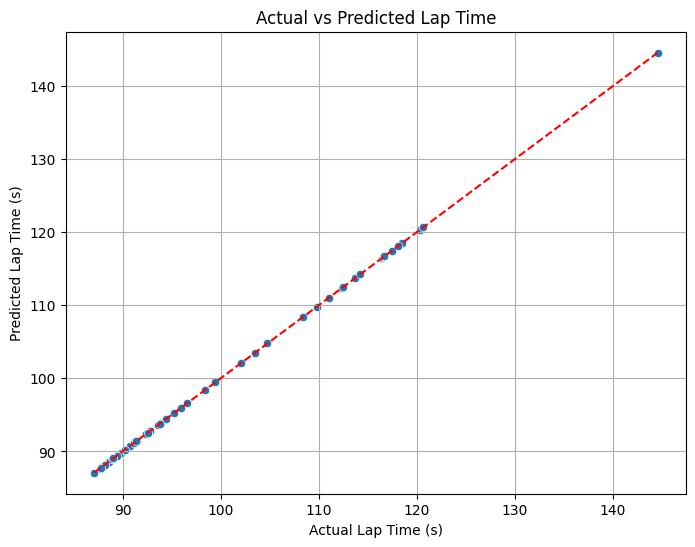 Actual vs Predicted Lap Time
Predicted Lap Time (s)
140
130
120
110
100
90
90 100 110 120 130 140
Actual Lap Time (s)